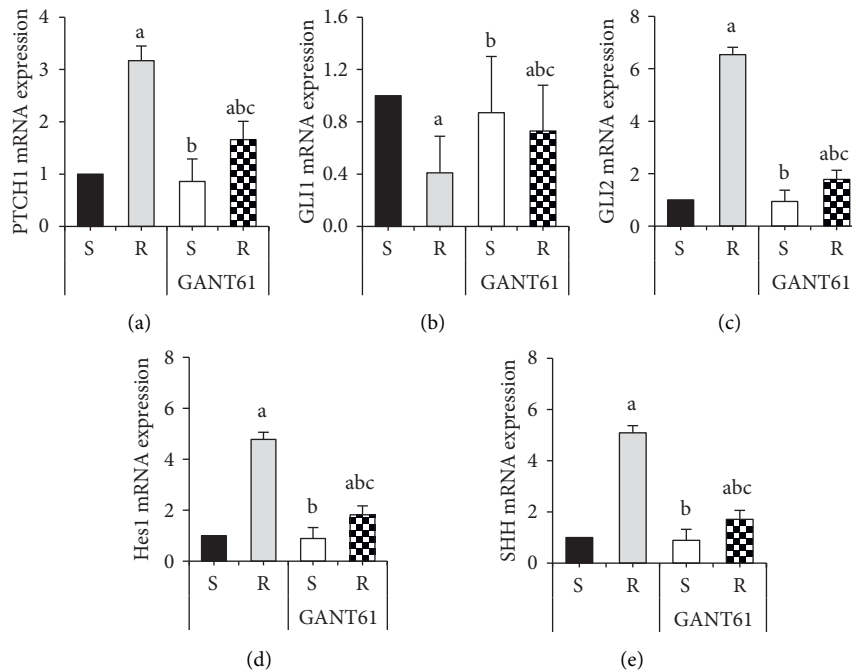 PTCH1 mRNA expression
4
3
2
1
0
a
b
abc
S
R
S
R
GANT61
(a)
GLI1 mRNA expression
1.6
1.2
0.8
0.4
0.0
a
b
abc
S
R
S
R
GANT61
(b)
GLI2 mRNA expression
8
6
4
2
0
a
b
abc
S
R
S
R
GANT61
(c)
Hes1 mRNA expression
8
6
4
2
0
a
b
abc
S
R
S
R
GANT61
(d)
SHH mRNA expression
8
6
4
2
0
a
b
abc
S
R
S
R
GANT61
(e)